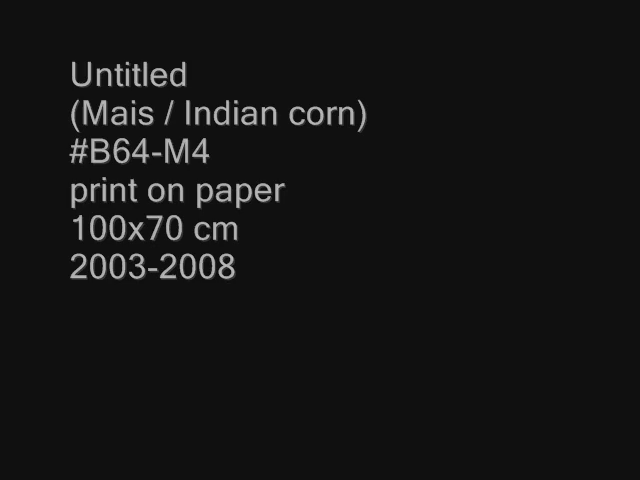 Untitled
(Mais / Indian corn)
#B64-M4
print on paper
100x70 cm
2003-2008